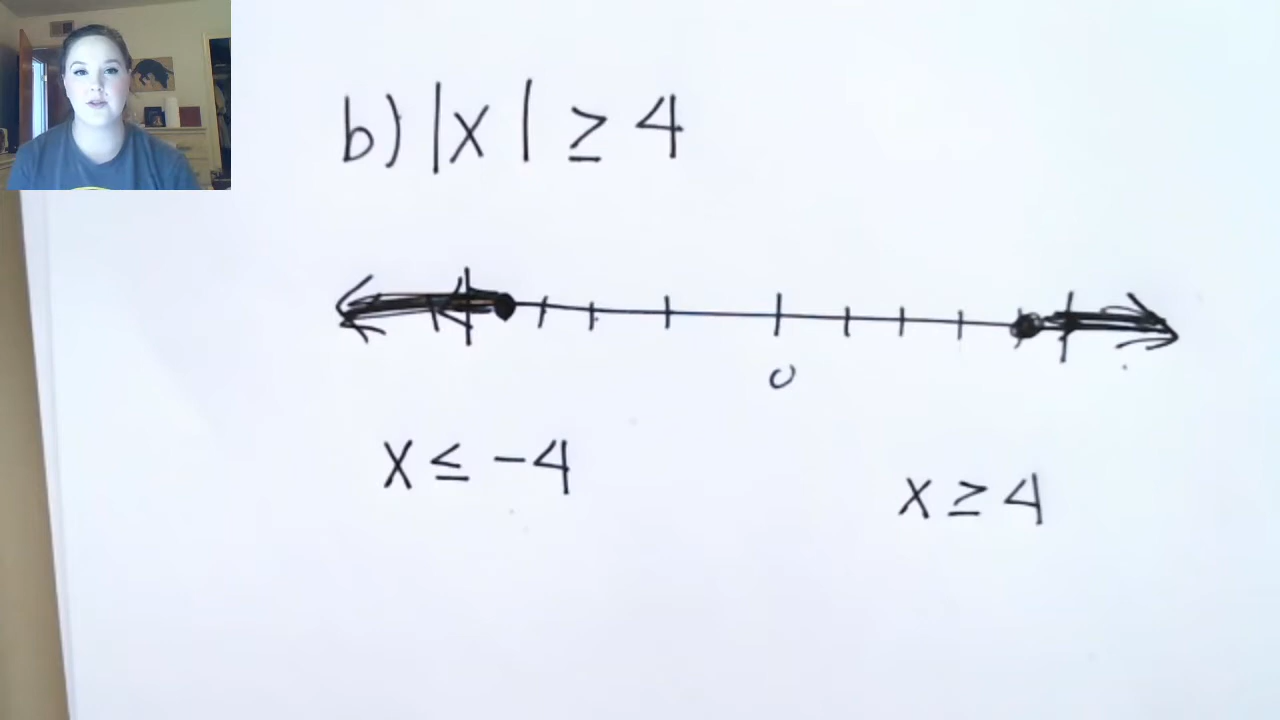 b) |x| ≥ 4
0
x ≤ -4
x ≥ 4